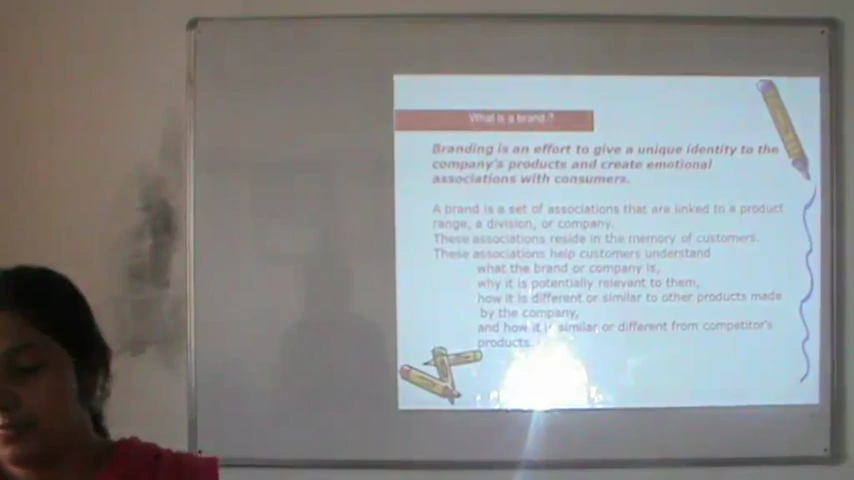 What is a brand ?
Branding is an effort to give a unique identity to the
company's products and create emotional
associations with consumers.
A brand is a set of associations that are linked to a product
range, a division, or company.
These associations reside in the memory of customers.
These associations help customers understand
what the brand or company is,
why it is potentially relevant to them,
how it is different or similar to other products made
by the company,
and how it is similar or different from competitor's
products.